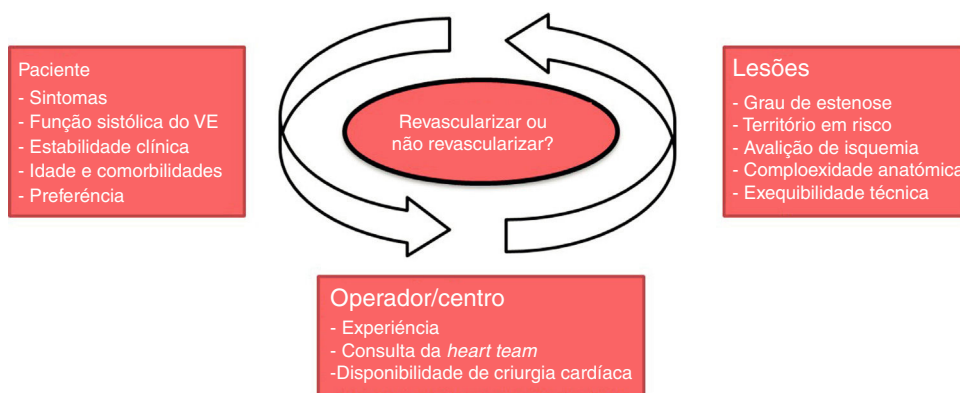 Paciente
- Sintomas
- Função sistólica do VE
- Estabilidade clínica
- Idade e comorbilidades
- Preferéncia
Revascularizar ou
não revascularizar?
Lesões
- Grau de estenose
- Território em risco
- Avalição de isquemia
- Comploexidade anatómica
- Exequibilidade técnica
Operador/centro
- Experiéncia
- Consulta da heart team
-Disponibilidade de criurgia cardíaca